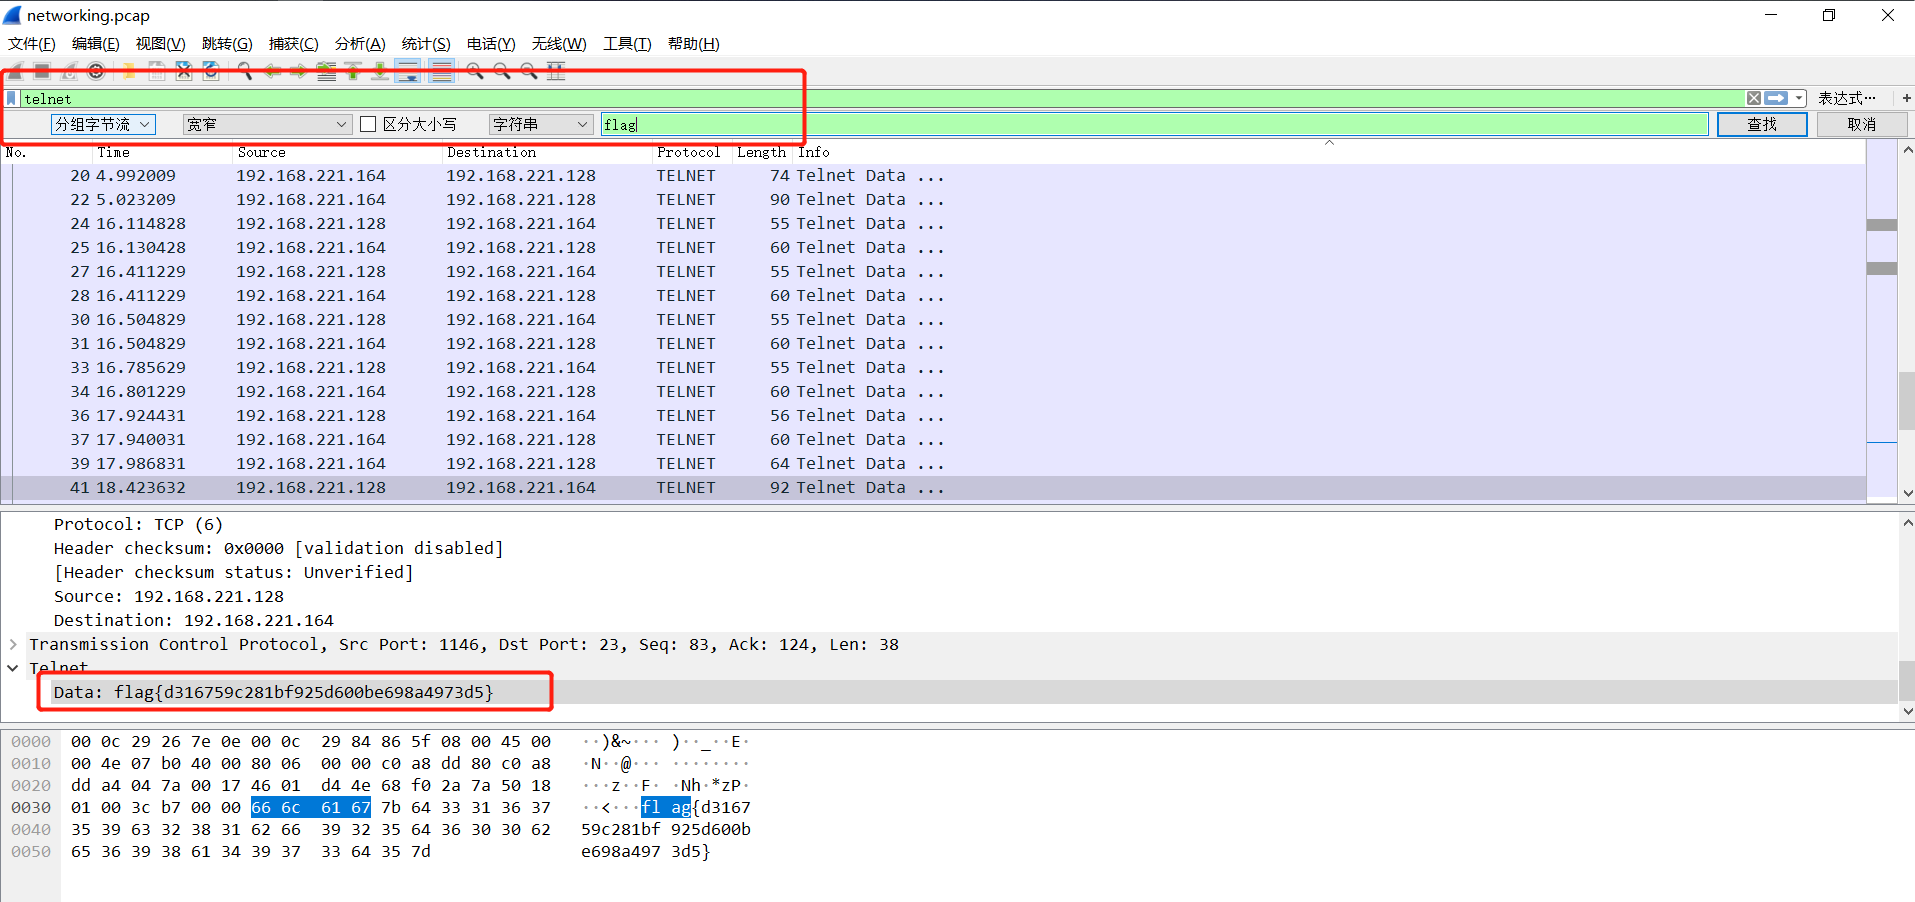 networking.pcap
文件(F) 编辑(E) 视图(V) 跳转(G) 捕获(C) 分析(A) 统计(S) 电话(Y) 无线(W) 工具(T) 帮助(H)
telnet 表达式… +
分组字节流 宽窄 区分大小写 字符串 flag 查找 取消
No. Time Source Destination Protocol Length Info
20 4.992009 192.168.221.164 192.168.221.128 TELNET 74 Telnet Data ...
22 5.023209 192.168.221.164 192.168.221.128 TELNET 90 Telnet Data ...
24 16.114828 192.168.221.128 192.168.221.164 TELNET 55 Telnet Data ...
25 16.130428 192.168.221.164 192.168.221.128 TELNET 60 Telnet Data ...
27 16.411229 192.168.221.128 192.168.221.164 TELNET 55 Telnet Data ...
28 16.411229 192.168.221.164 192.168.221.128 TELNET 60 Telnet Data ...
30 16.504829 192.168.221.128 192.168.221.164 TELNET 55 Telnet Data ...
31 16.504829 192.168.221.164 192.168.221.128 TELNET 60 Telnet Data ...
33 16.785629 192.168.221.128 192.168.221.164 TELNET 55 Telnet Data ...
34 16.801229 192.168.221.164 192.168.221.128 TELNET 60 Telnet Data ...
36 17.924431 192.168.221.128 192.168.221.164 TELNET 56 Telnet Data ...
37 17.940031 192.168.221.164 192.168.221.128 TELNET 60 Telnet Data ...
39 17.986831 192.168.221.164 192.168.221.128 TELNET 64 Telnet Data ...
41 18.423632 192.168.221.128 192.168.221.164 TELNET 92 Telnet Data ...
Protocol: TCP (6)
Header checksum: 0x0000 [validation disabled]
[Header checksum status: Unverified]
Source: 192.168.221.128
Destination: 192.168.221.164
Transmission Control Protocol, Src Port: 1146, Dst Port: 23, Seq: 83, Ack: 124, Len: 38
Telnet
Data: flag{d316759c281bf925d600be698a4973d5}
0000 00 0c 29 26 7e 0e 00 0c 29 84 86 5f 08 00 45 00 ··)&~··· )··_··E·
0010 00 4e 07 b0 40 00 80 06 00 00 c0 a8 dd 80 c0 a8 ·N··@··· ········
0020 dd a4 04 7a 00 17 46 01 d4 4e 68 f0 2a 7a 50 18 ···z··F· ·Nh·*zP·
0030 01 00 3c b7 00 00 66 6c 61 67 7b 64 33 31 36 37 ··<···fl ag{d3167
0040 35 39 63 32 38 31 62 66 39 32 35 64 36 30 30 62 59c281bf 925d600b
0050 65 36 39 38 61 34 39 37 33 64 35 7d e698a497 3d5}